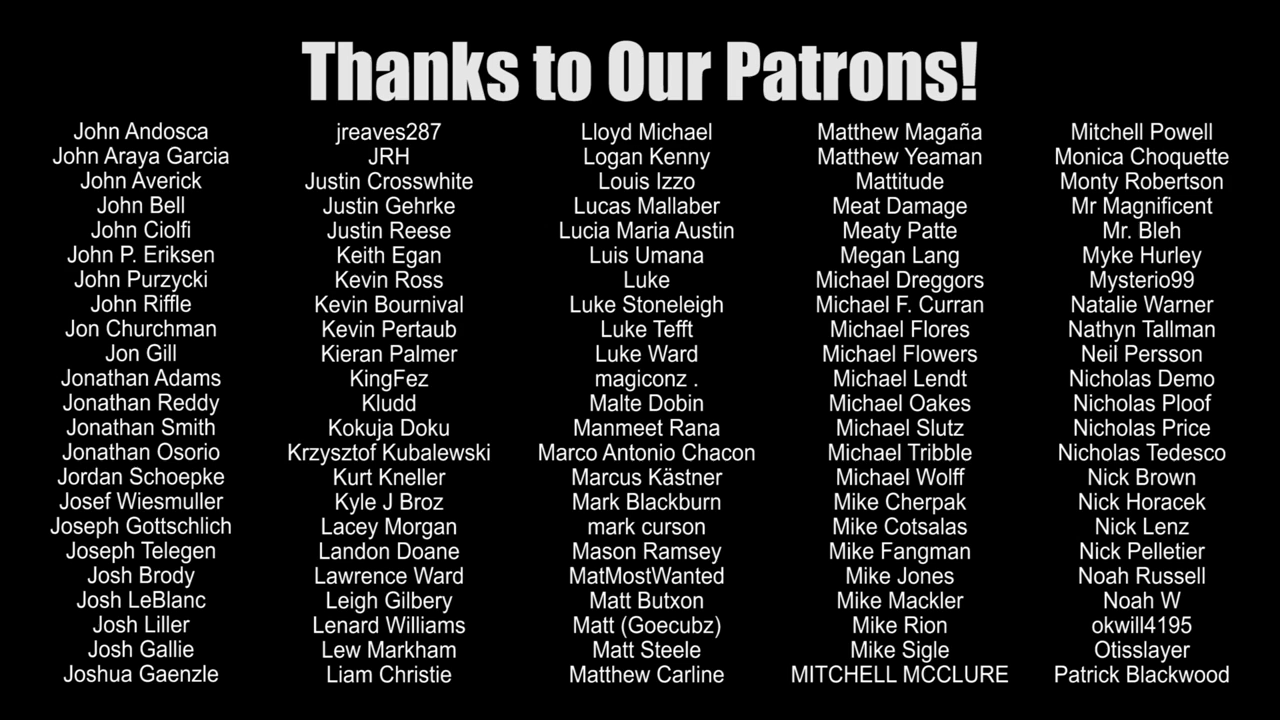 Thanks to Our Patrons!
John Andosca
John Araya Garcia
John Averick
John Bell
John Ciolfi
John P. Eriksen
John Purzycki
John Riffle
Jon Churchman
Jon Gill
Jonathan Adams
Jonathan Reddy
Jonathan Smith
Jonathan Osorio
Jordan Schoepke
Josef Wiesmuller
Joseph Gottschlich
Joseph Telegen
Josh Brody
Josh LeBlanc
Josh Liller
Josh Gallie
Joshua Gaenzle
jreaves287
JRH
Justin Crosswhite
Justin Gehrke
Justin Reese
Keith Egan
Kevin Ross
Kevin Bournival
Kevin Pertaub
Kieran Palmer
KingFez
Kludd
Kokuja Doku
Krzysztof Kubalewski
Kurt Kneller
Kyle J Broz
Lacey Morgan
Landon Doane
Lawrence Ward
Leigh Gilbery
Lenard Williams
Lew Markham
Liam Christie
Lloyd Michael
Logan Kenny
Louis Izzo
Lucas Mallaber
Lucia Maria Austin
Luis Umana
Luke
Luke Stoneleigh
Luke Tefft
Luke Ward
magiconz .
Malte Dobin
Manmeet Rana
Marco Antonio Chacon
Marcus Kästner
Mark Blackburn
mark curson
Mason Ramsey
MatMostWanted
Matt Butxon
Matt (Goecubz)
Matt Steele
Matthew Carline
Matthew Magaña
Matthew Yeaman
Mattitude
Meat Damage
Meaty Patte
Megan Lang
Michael Dreggors
Michael F. Curran
Michael Flores
Michael Flowers
Michael Lendt
Michael Oakes
Michael Slutz
Michael Tribble
Michael Wolff
Mike Cherpak
Mike Cotsalas
Mike Fangman
Mike Jones
Mike Mackler
Mike Rion
Mike Sigle
MITCHELL MCCLURE
Mitchell Powell
Monica Choquette
Monty Robertson
Mr Magnificent
Mr. Bleh
Myke Hurley
Mysterio99
Natalie Warner
Nathyn Tallman
Neil Persson
Nicholas Demo
Nicholas Ploof
Nicholas Price
Nicholas Tedesco
Nick Brown
Nick Horacek
Nick Lenz
Nick Pelletier
Noah Russell
Noah W
okwill4195
Otisslayer
Patrick Blackwood